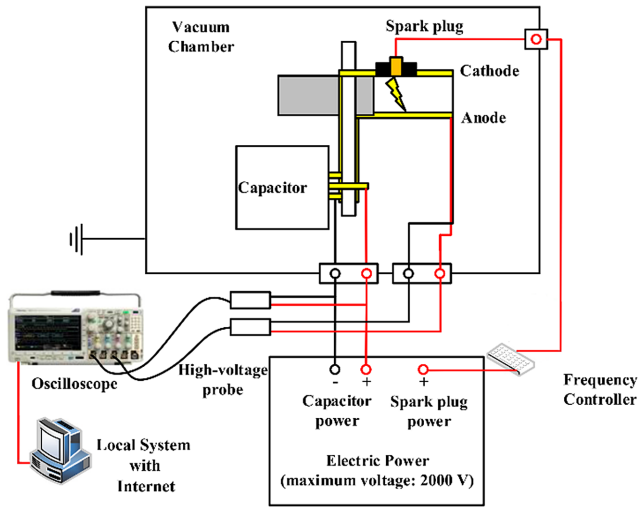 Vacuum
Chamber
Spark plug
Cathode
Anode
Capacitor
Oscilloscope
High-voltage
probe
- +
+
Capacitor
power
Spark plug
power
Frequency
Controller
Local System
with
Internet
Electric Power
(maximum voltage: 2000 V)